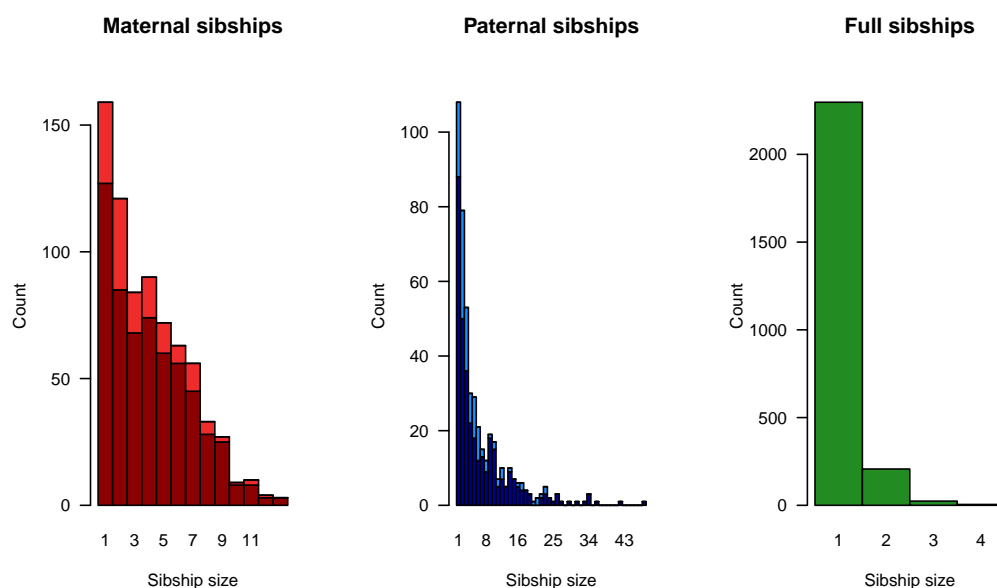 Maternal sibships
Paternal sibships
Full sibships
Count
150
100
50
0
1 3 5 7 9 11
Sibship size
Count
100
80
60
40
20
0
1 8 16 25 34 43
Sibship size
Count
2000
1500
1000
500
0
1 2 3 4
Sibship size